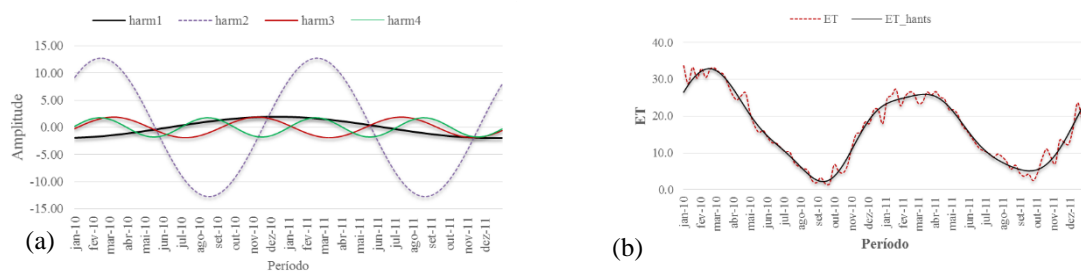 harm1 harm2 harm3 harm4
15.00
10.00
5.00
0.00
-5.00
-10.00
-15.00
Amplitude
jan-10 fev-10 mar-10 abr-10 mai-10 jun-10 jul-10 ago-10 set-10 out-10 nov-10 dez-10 jan-11 fev-11 mar-11 abr-11 mai-11 jun-11 jul-11 ago-11 set-11 out-11 nov-11 dez-11
Período
(a)
ET ET_hants
40.0
30.0
20.0
10.0
0.0
ET
jan-10 fev-10 mar-10 abr-10 mai-10 jun-10 jul-10 ago-10 set-10 out-10 nov-10 dez-10 jan-11 fev-11 mar-11 abr-11 mai-11 jun-11 jul-11 ago-11 set-11 out-11 nov-11 dez-11
Período
(b)